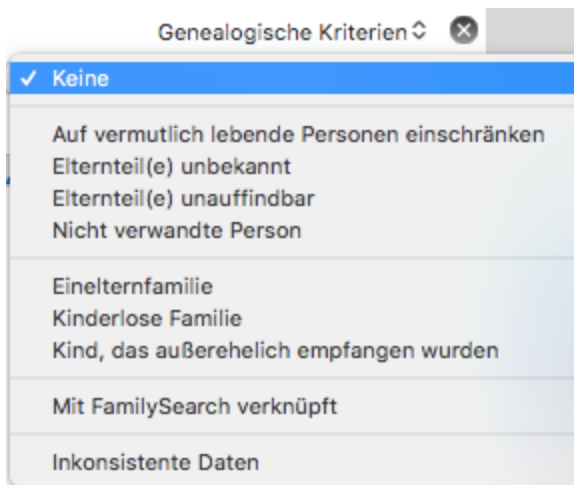 Genealogische Kriterien
✓ Keine
Auf vermutlich lebende Personen einschränken
Elternteil(e) unbekannt
Elternteil(e) unauffindbar
Nicht verwandte Person
Einelternfamilie
Kinderlose Familie
Kind, das außerehelich empfangen wurden
Mit FamilySearch verknüpft
Inkonsistente Daten